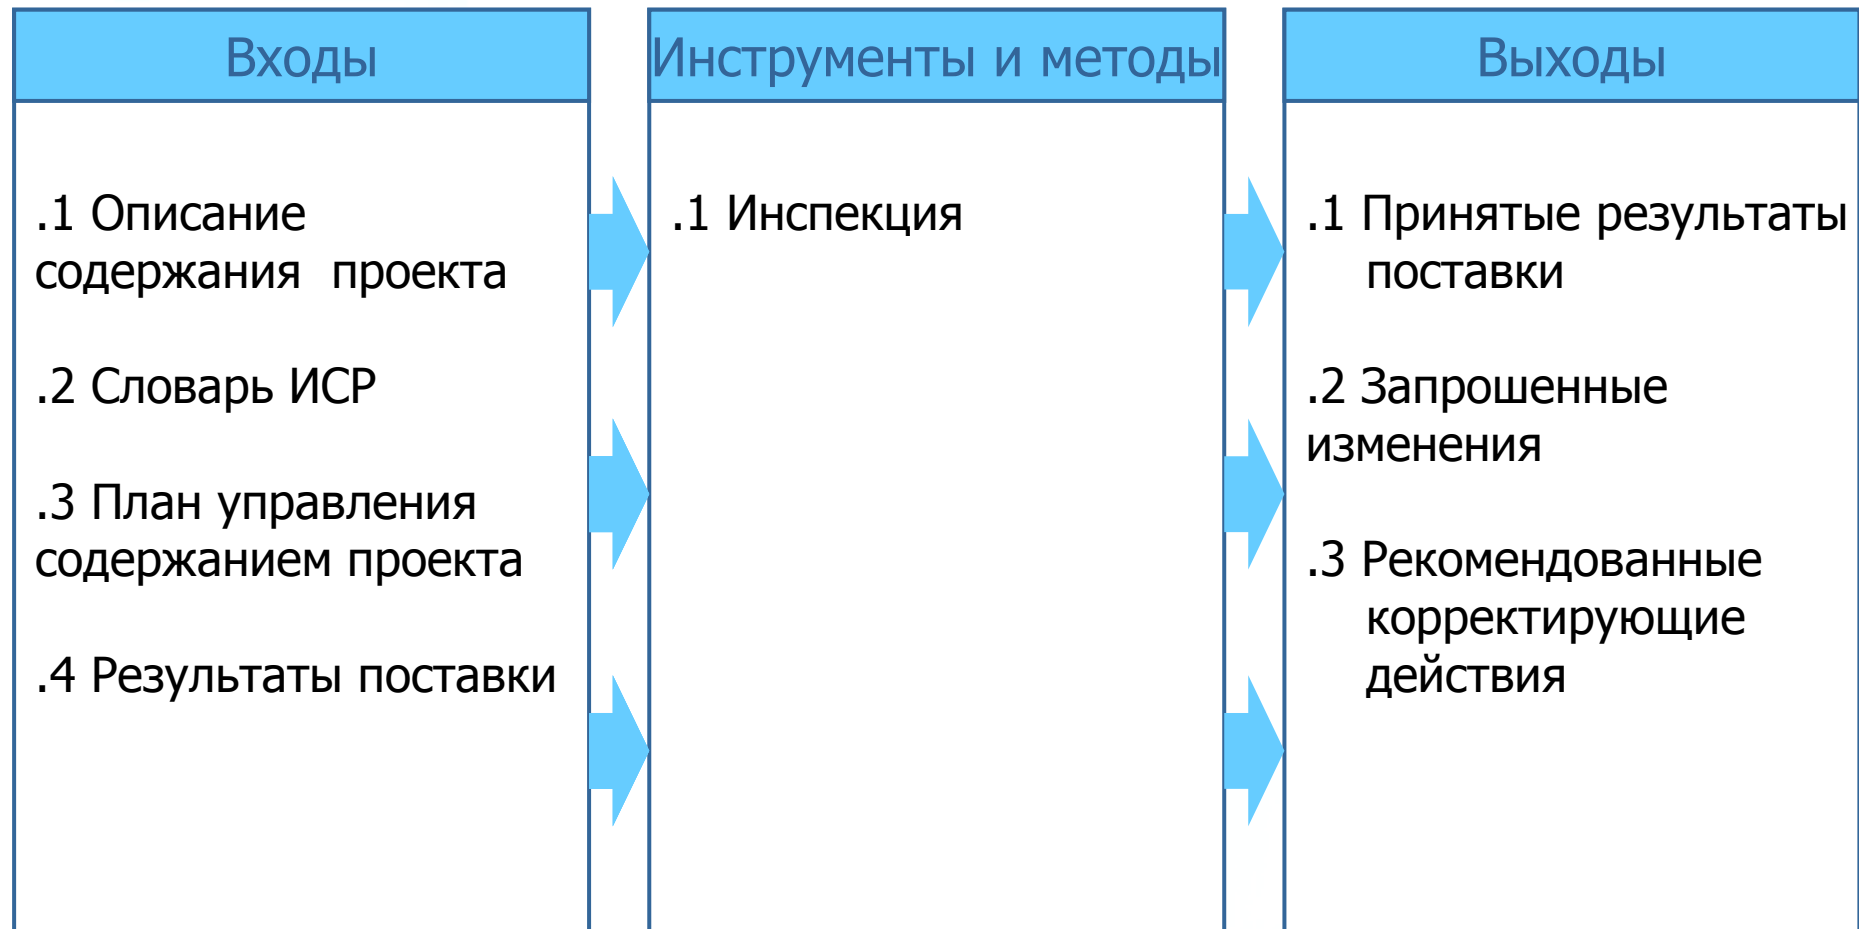 Входы
.1 Описание
содержания проекта
.2 Словарь ИСР
.3 План управления
содержанием проекта
.4 Результаты поставки
Инструменты и методы
.1 Инспекция
Выходы
.1 Принятые результаты
поставки
.2 Запрошенные
изменения
.3 Рекомендованные
корректирующие
действия